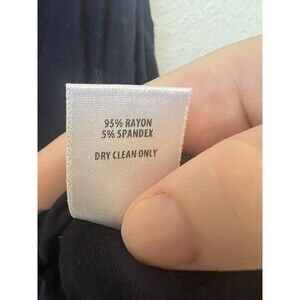 95% RAYON
5% SPANDEX
DRY CLEAN ONLY